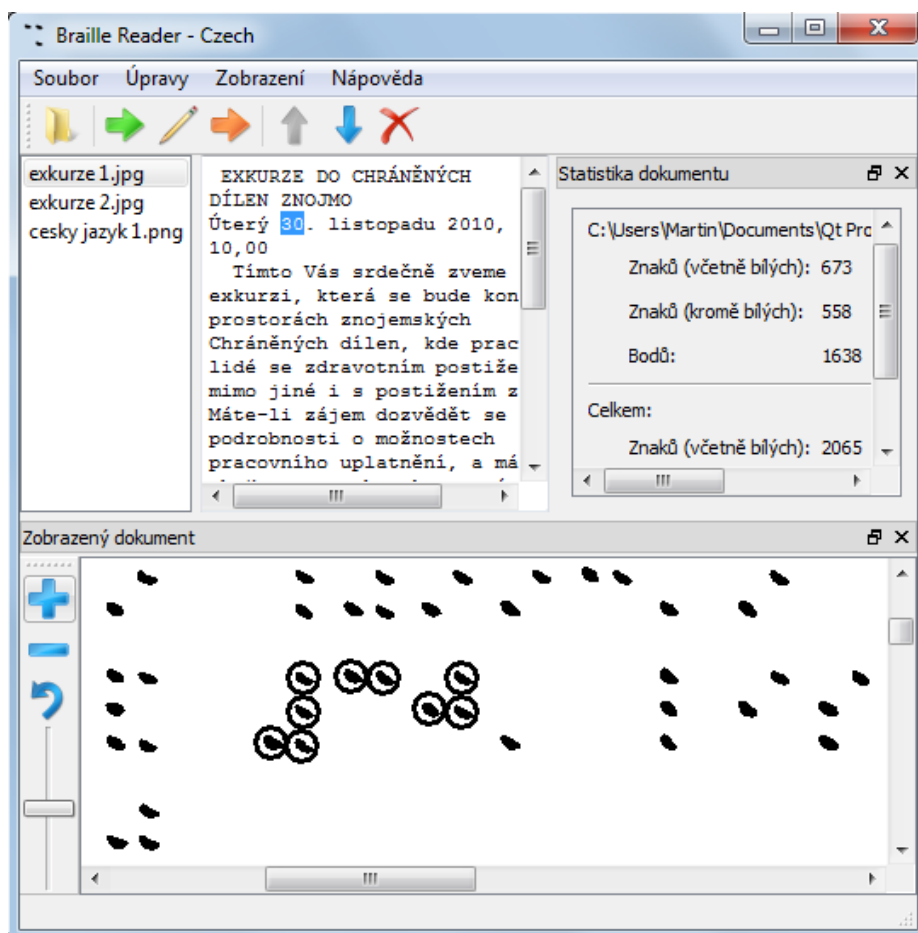 Braille Reader - Czech
Soubor Úpravy Zobrazení Nápověda
exkurze 1.jpg
exkurze 2.jpg
cesky jazyk 1.png
EXKURZE DO CHRÁNĚNÝCH
DÍLEN ZNOJMO
Úterý 30. listopadu 2010,
10,00
Tímto Vás srdečně zveme
exkurzi, která se bude kon
prostorách znojemských
Chráněných dílen, kde prac
lidé se zdravotním postiže
mimo jiné i s postižením z
Máte-li zájem dozvědět se
podrobnosti o možnostech
pracovního uplatnění, a má
Statistika dokumentu
C:\Users\Martin\Documents\Qt Pro
Znaků (včetně bílých): 673
Znaků (kromě bílých): 558
Bodů: 1638
Celkem:
Znaků (včetně bílých): 2065
Zobrazený dokument